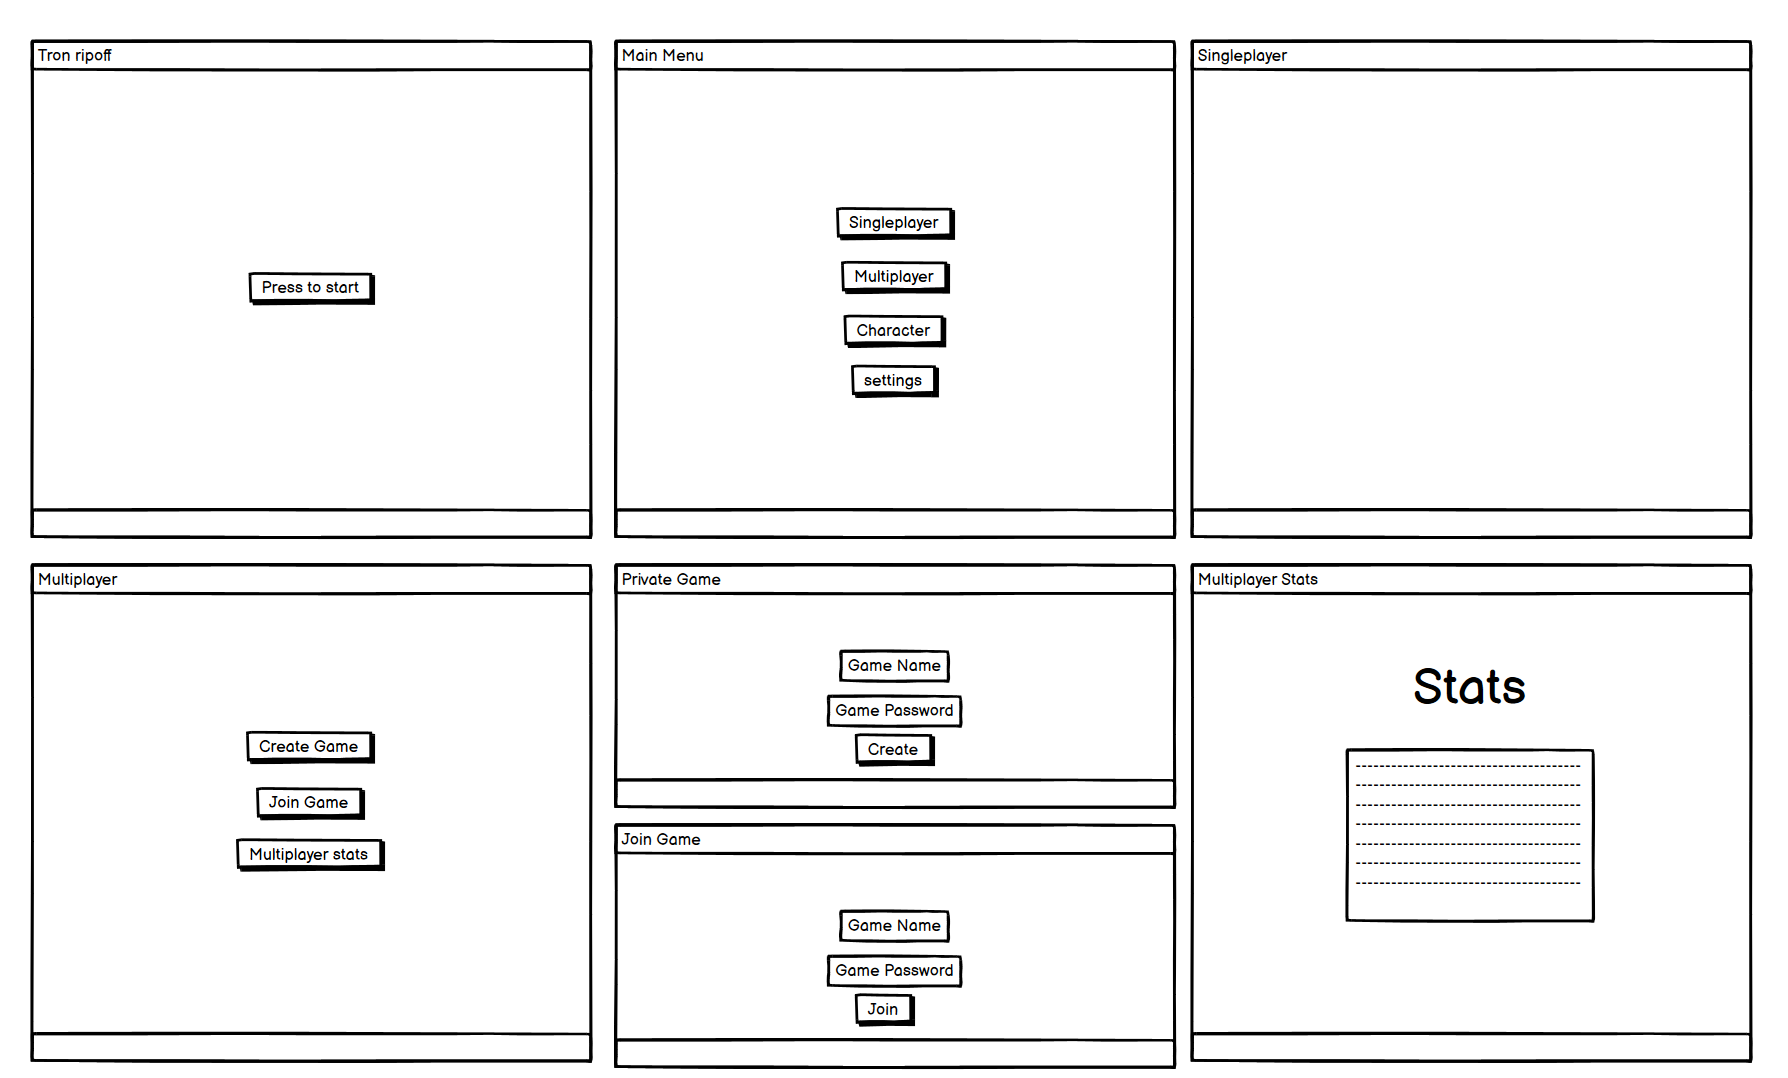 Tron ripoff
Press to start
Main Menu
Singleplayer
Multiplayer
Character
settings
Singleplayer
Multiplayer
Create Game
Join Game
Multiplayer stats
Private Game
Game Name
Game Password
Create
Join Game
Game Name
Game Password
Join
Multiplayer Stats
Stats